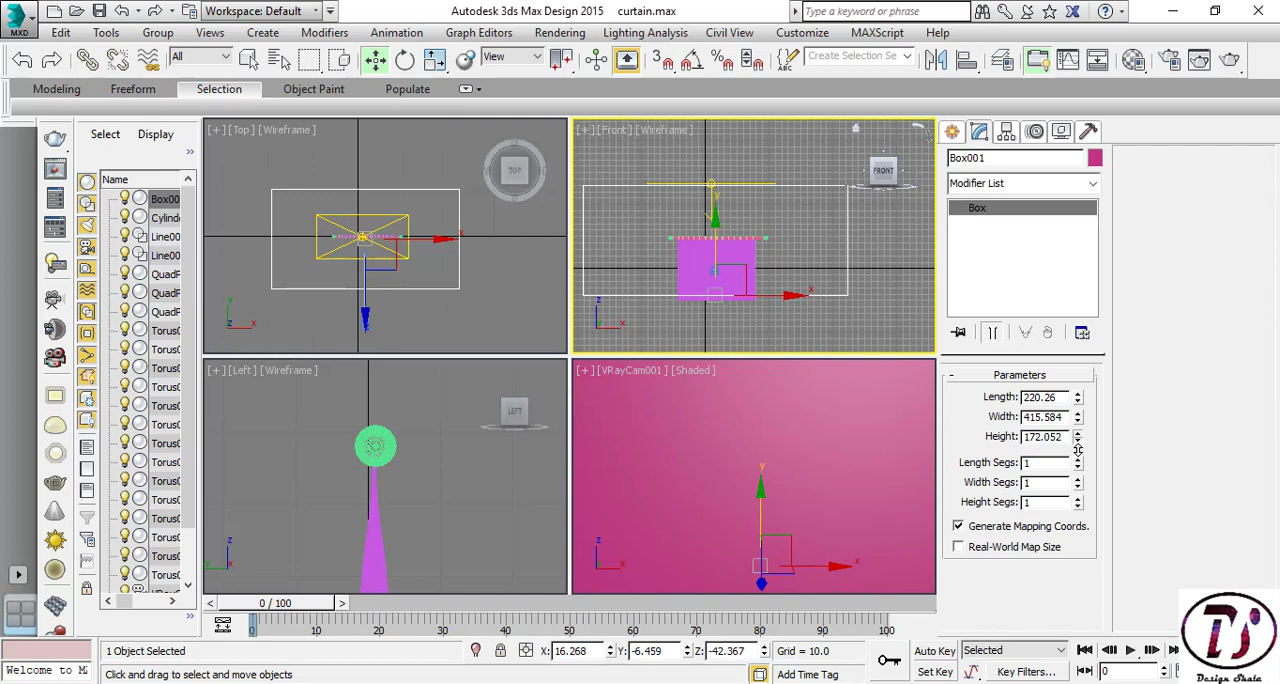 MXD
Workspace: Default
Autodesk 3ds Max Design 2015 curtain.max
Type a keyword or phrase
Edit Tools Group Views Create Modifiers Animation Graph Editors Rendering Lighting Analysis Civil View Customize MAXScript Help
All View Create Selection Se
Modeling Freeform Selection Object Paint Populate
Select Display
Name
Box00
Cylind
Line00
Line00
QuadP
QuadP
QuadP
Torus0
Torus0
Torus0
Torus0
Torus0
Torus0
Torus0
Torus0
Torus0
Torus0
Torus0
Torus0
Torus0
Torus0
[+] [Top] [Wireframe]
TOP
[+] [Front] [Wireframe]
FRONT
[+] [Left] [Wireframe]
LEFT
[+] [VRayCam001] [Shaded]
Box001
Modifier List
Box
Parameters
Length: 220.26
Width: 415.584
Height: 172.052
Length Segs: 1
Width Segs: 1
Height Segs: 1
Generate Mapping Coords.
Real-World Map Size
0 / 100
0 10 20 30 40 50 60 70 80 90 100
1 Object Selected
X: 16.268 Y: -6.459 Z: -42.367 Grid = 10.0
Auto Key Selected
Welcome to M
Click and drag to select and move objects
Add Time Tag
Set Key Key Filters... 0
TJ
Design Skale